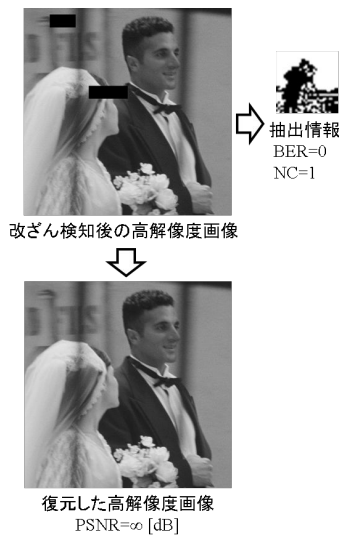 抽出情報
BER=0
NC=1
改ざん検知後の高解像度画像
復元した高解像度画像
PSNR=∞ [dB]